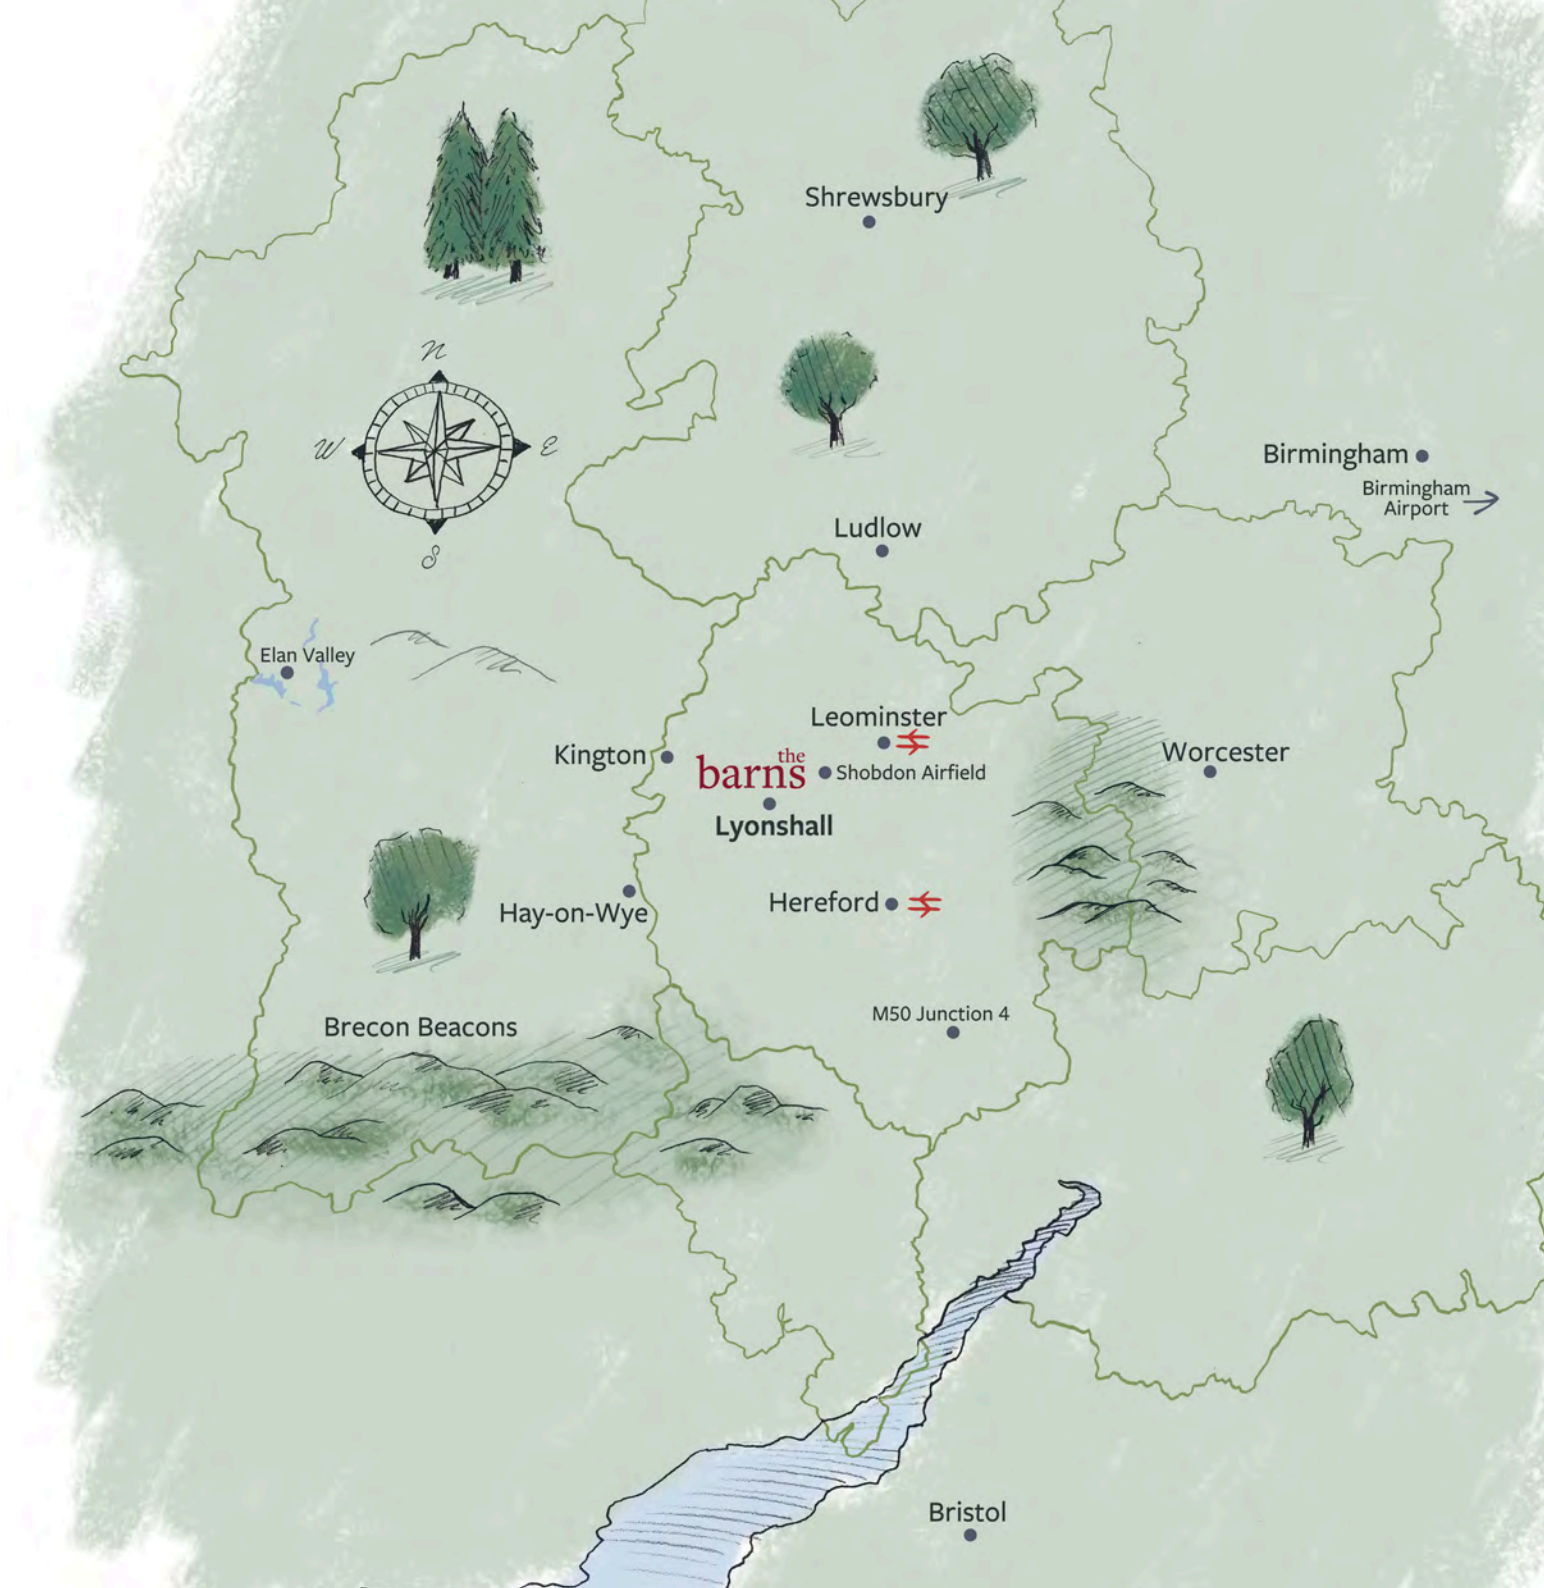 Shrewsbury
N
W
E
S
Birmingham
Birmingham
Airport
Ludlow
Elan Valley
Leominster
Kington
the
barns
Shobdon Airfield
Worcester
Lyonshall
Hereford
Hay-on-Wye
M50 Junction 4
Brecon Beacons
Bristol